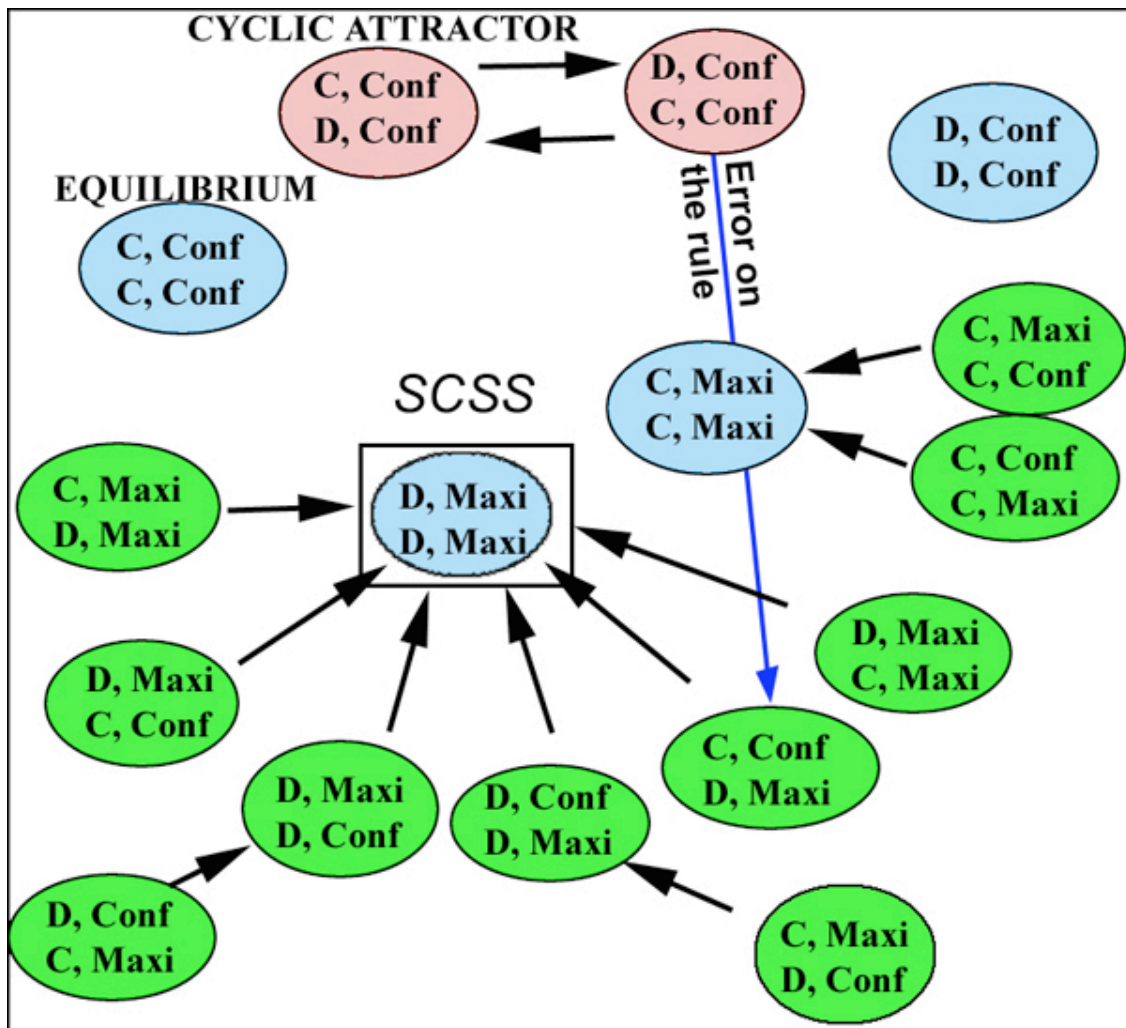 CYCLIC ATTRACTOR
C, Conf
D, Conf
D, Conf
C, Conf
D, Conf
D, Conf
EQUILIBRIUM
C, Conf
C, Conf
Error on
the rule
C, Maxi
C, Conf
C, Maxi
C, Maxi
SCSS
C, Conf
C, Maxi
C, Maxi
D, Maxi
D, Maxi
D, Maxi
D, Maxi
C, Maxi
D, Maxi
C, Conf
C, Conf
D, Maxi
D, Maxi
D, Conf
D, Conf
D, Maxi
D, Conf
C, Maxi
C, Maxi
D, Conf